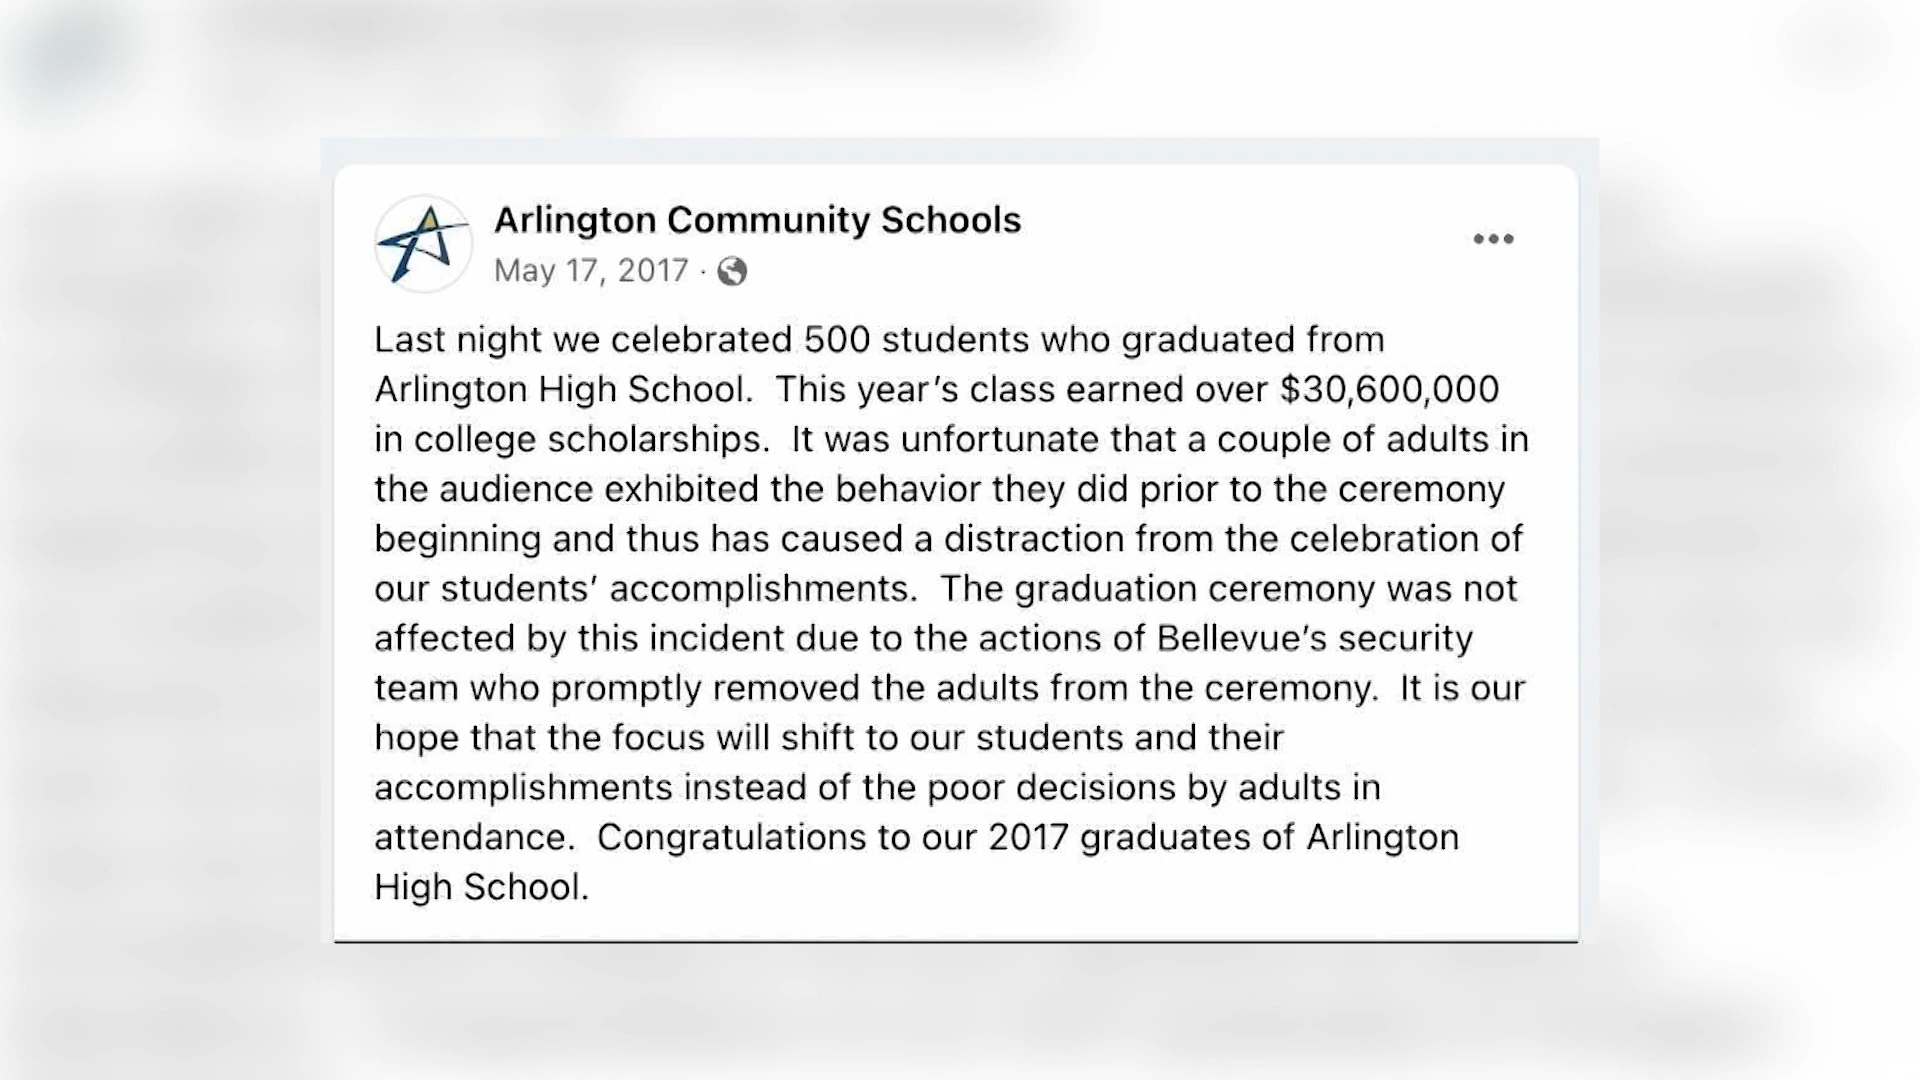 Arlington Community Schools
May 17, 2017 ·
Last night we celebrated 500 students who graduated from
Arlington High School.  This year's class earned over $30,600,000
in college scholarships.  It was unfortunate that a couple of adults in
the audience exhibited the behavior they did prior to the ceremony
beginning and thus has caused a distraction from the celebration of
our students' accomplishments.  The graduation ceremony was not
affected by this incident due to the actions of Bellevue's security
team who promptly removed the adults from the ceremony.  It is our
hope that the focus will shift to our students and their
accomplishments instead of the poor decisions by adults in
attendance.  Congratulations to our 2017 graduates of Arlington
High School.